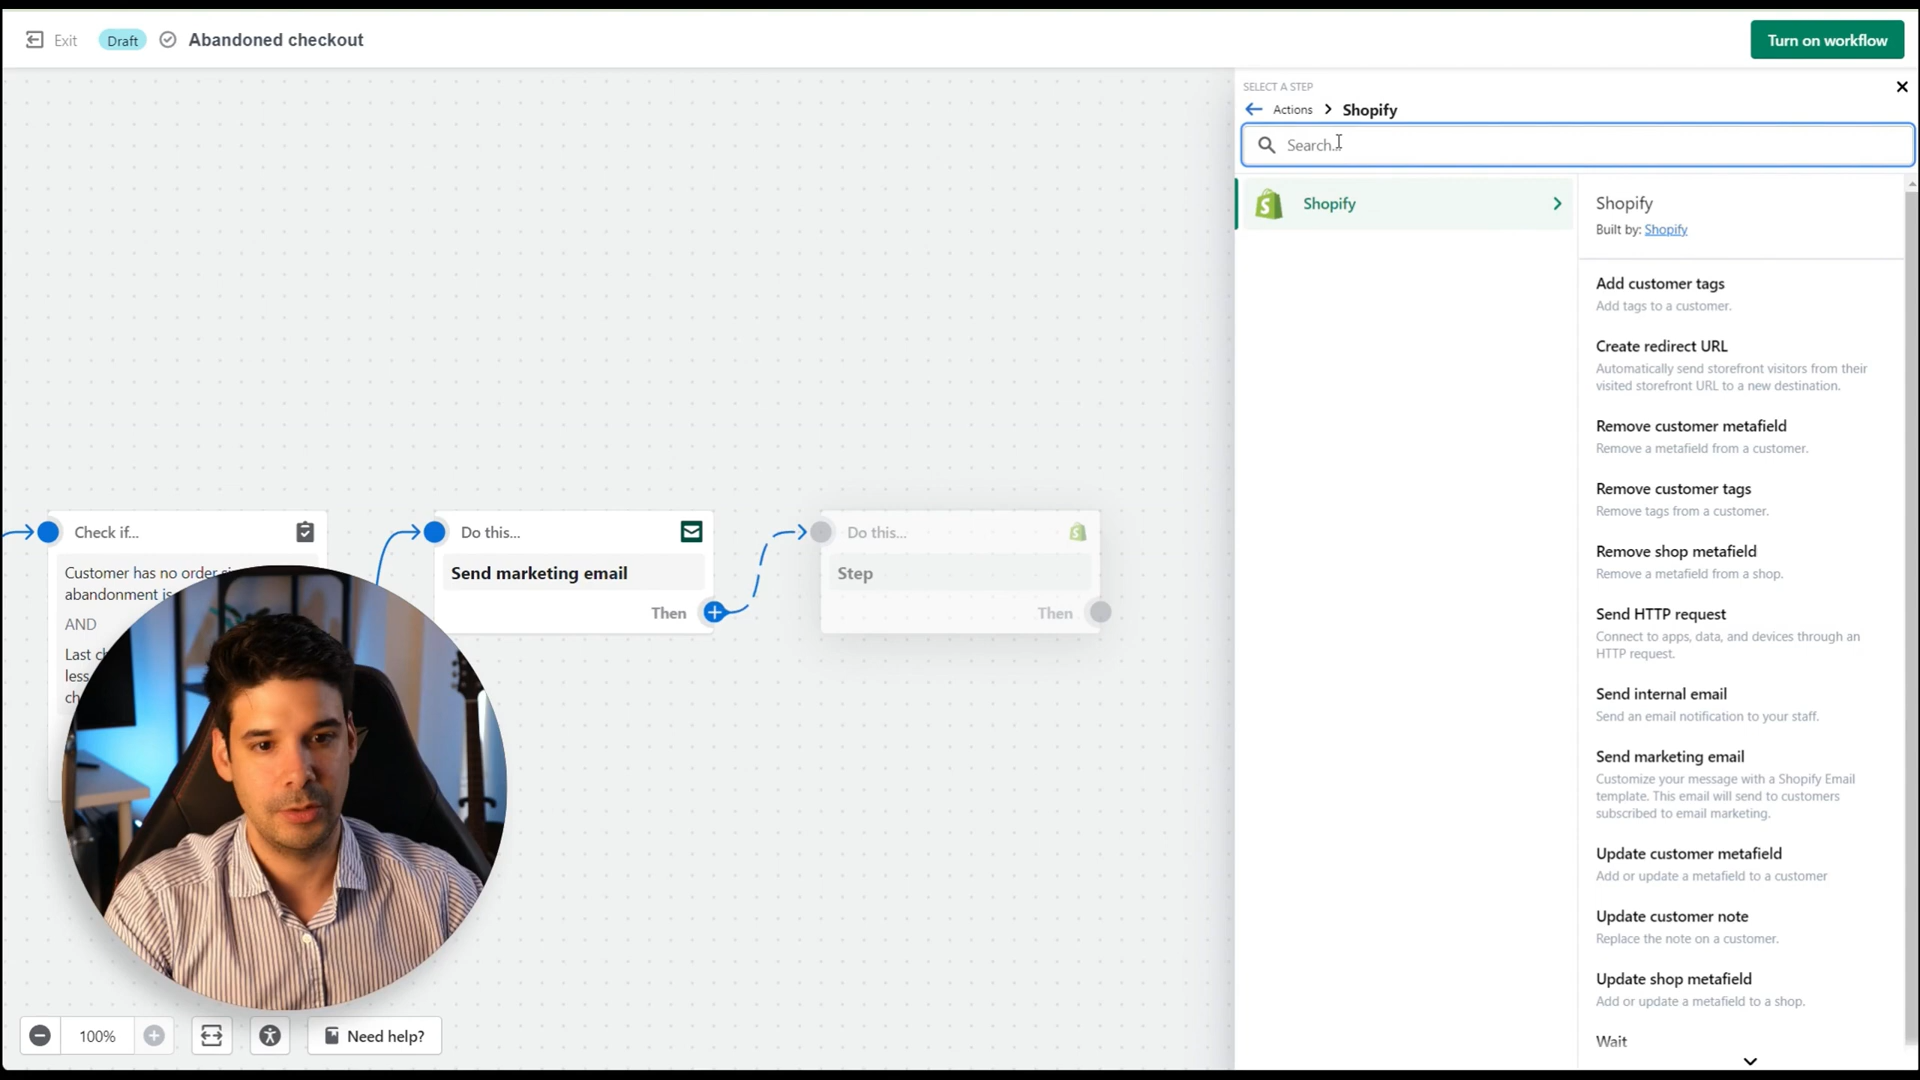 Exit
Draft
Abandoned checkout
Turn on workflow
SELECT A STEP
Actions
Shopify
Search...
Shopify
Shopify
Built by: Shopify
Add customer tags
Add tags to a customer.
Create redirect URL
Automatically send storefront visitors from their
visited storefront URL to a new destination.
Remove customer metafield
Remove a metafield from a customer.
Remove customer tags
Remove tags from a customer.
Remove shop metafield
Remove a metafield from a shop.
Send HTTP request
Connect to apps, data, and devices through an
HTTP request.
Send internal email
Send an email notification to your staff.
Send marketing email
Customize your message with a Shopify Email
template. This email will send to customers
subscribed to email marketing.
Update customer metafield
Add or update a metafield to a customer
Update customer note
Replace the note on a customer.
Update shop metafield
Add or update a metafield to a shop.
Wait
Check if...
Customer has no order
abandonment is
AND
Last
less
Do this...
Send marketing email
Then
Do this...
Step
Then
100%
Need help?